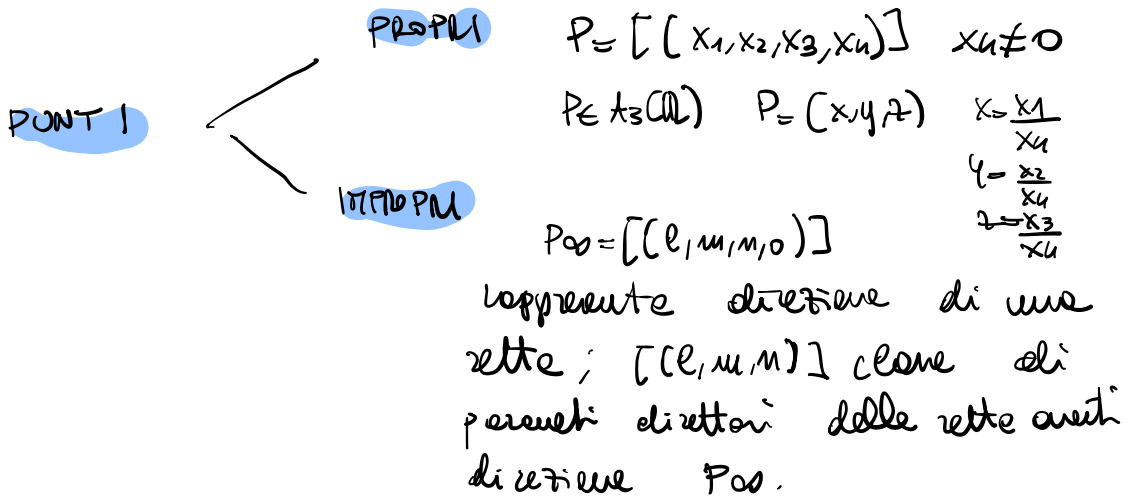 PROPRI P = [(x1, x2, x3, x4)] x4 ≠ 0
PUNTI P ∈ A3(R) P = (x, y, z) x = x1/x4
y = x2/x4
IMPROPRI z = x3/x4
P∞ = [(l, m, n, 0)]
rappresenta direzione di una
retta; [(l, m, n)] classe di
parametri direttori delle rette aventi
direzione P∞.